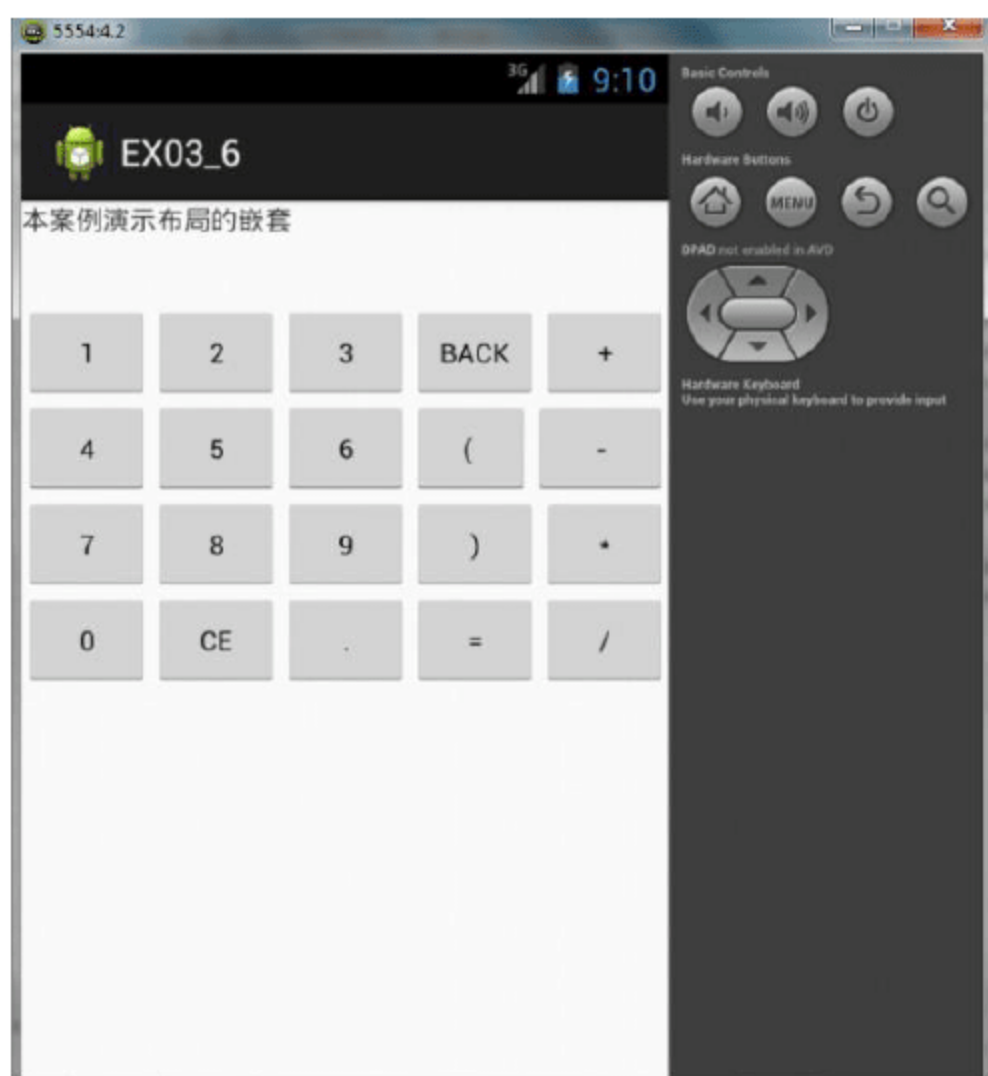 5554:4.2
3G 9:10
EX03_6
本案例演示布局的嵌套
1 2 3 BACK +
4 5 6 ( -
7 8 9 ) *
0 CE . = /
Basic Controls
Hardware Buttons
MENU
DPAD not enabled in AVD
Hardware Keyboard
Use your physical keyboard to provide input